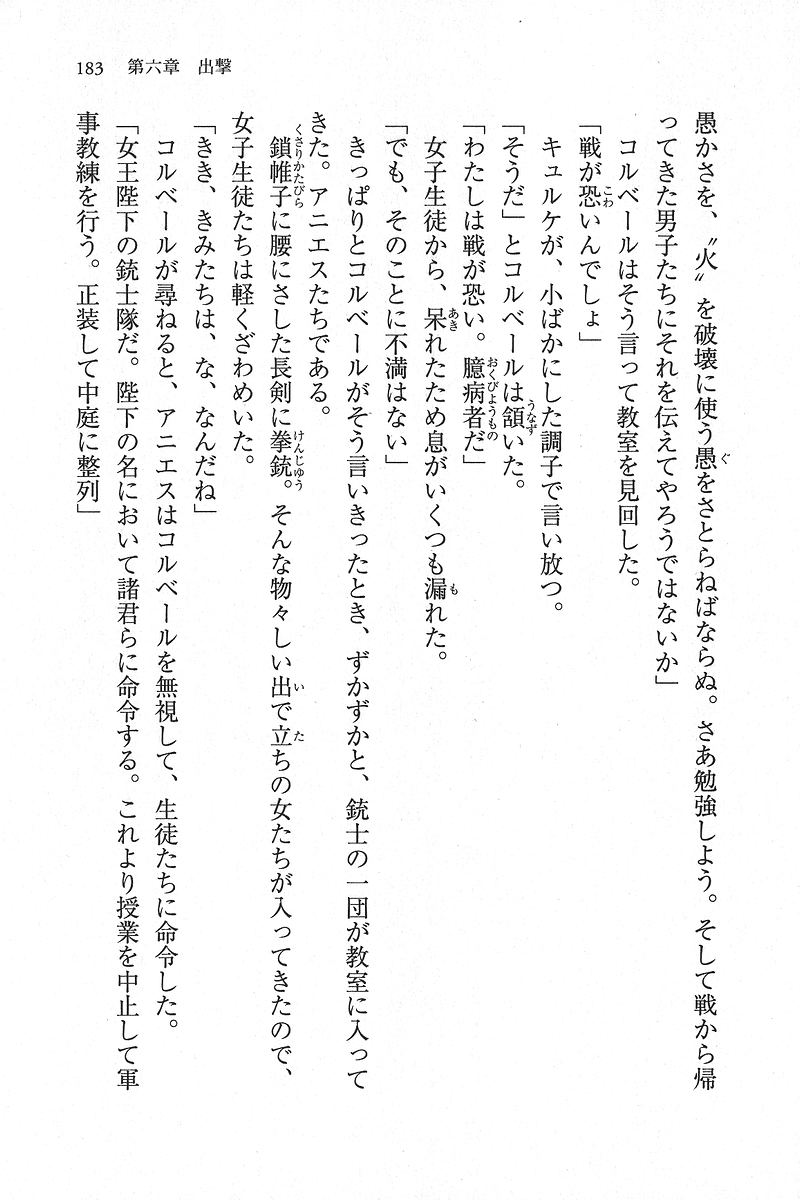 183 第六章 出撃
愚かさを、〝火〟を破壊に使う愚をさとらねばならぬ。さあ勉強しよう。そして戦から帰
ってきた男子たちにそれを伝えてやろうではないか」
コルベールはそう言って教室を見回した。
「戦が恐いんでしょ」
キュルケが、小ばかにした調子で言い放つ。
「そうだ」とコルベールは頷いた。
「わたしは戦が恐い。臆病者だ」
女子生徒から、呆れたため息がいくつも漏れた。
「でも、そのことに不満はない」
きっぱりとコルベールがそう言いきったとき、ずかずかと、銃士の一団が教室に入って
きた。アニエスたちである。
鎖帷子に腰にさした長剣に拳銃。そんな物々しい出で立ちの女たちが入ってきたので、
女子生徒たちは軽くざわめいた。
「きき、きみたちは、な、なんだね」
コルベールが尋ねると、アニエスはコルベールを無視して、生徒たちに命令した。
「女王陛下の銃士隊だ。陛下の名において諸君らに命令する。これより授業を中止して軍
事教練を行う。正装して中庭に整列」